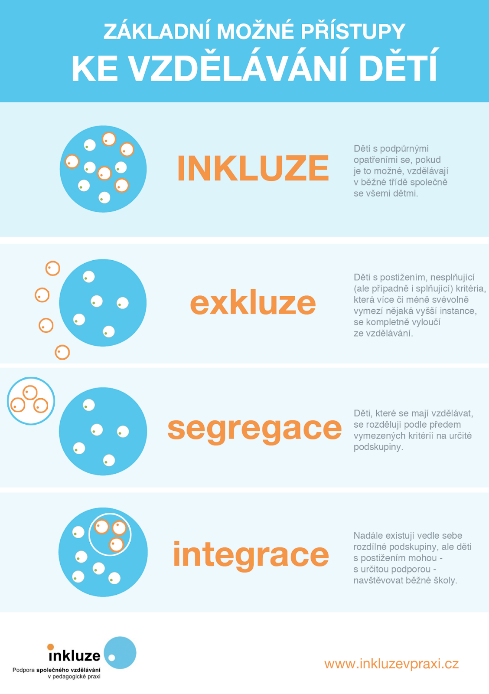 ZÁKLADNÍ MOŽNÉ PŘÍSTUPY
KE VZDĚLÁVÁNÍ DĚTÍ
INKLUZE
Děti s podpůrnými
opatřeními se, pokud
je to možné, vzdělávají
v běžné třídě společně
se všemi dětmi.
exkluze
Děti s postižením, nesplňující
(ale případně i splňující) kritéria,
která více či méně svévolně
vymezí nějaká vyšší instance,
se kompletně vyloučí
ze vzdělávání.
segregace
Děti, které se mají vzdělávat,
se rozdělují podle předem
vymezených kritérií na určité
podskupiny.
integrace
Nadále existují vedle sebe
rozdílné podskupiny, ale děti
s postižením mohou -
s určitou podporou -
navštěvovat běžné školy.
inkluze
Podpora společného vzdělávání
v pedagogické praxi
www.inkluzevpraxi.cz